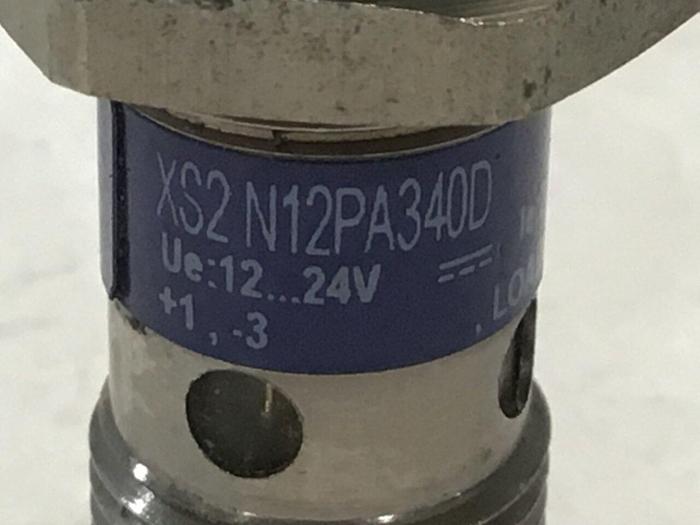 XS2 N12PA340D
Ue:12...24V
+1 , -3